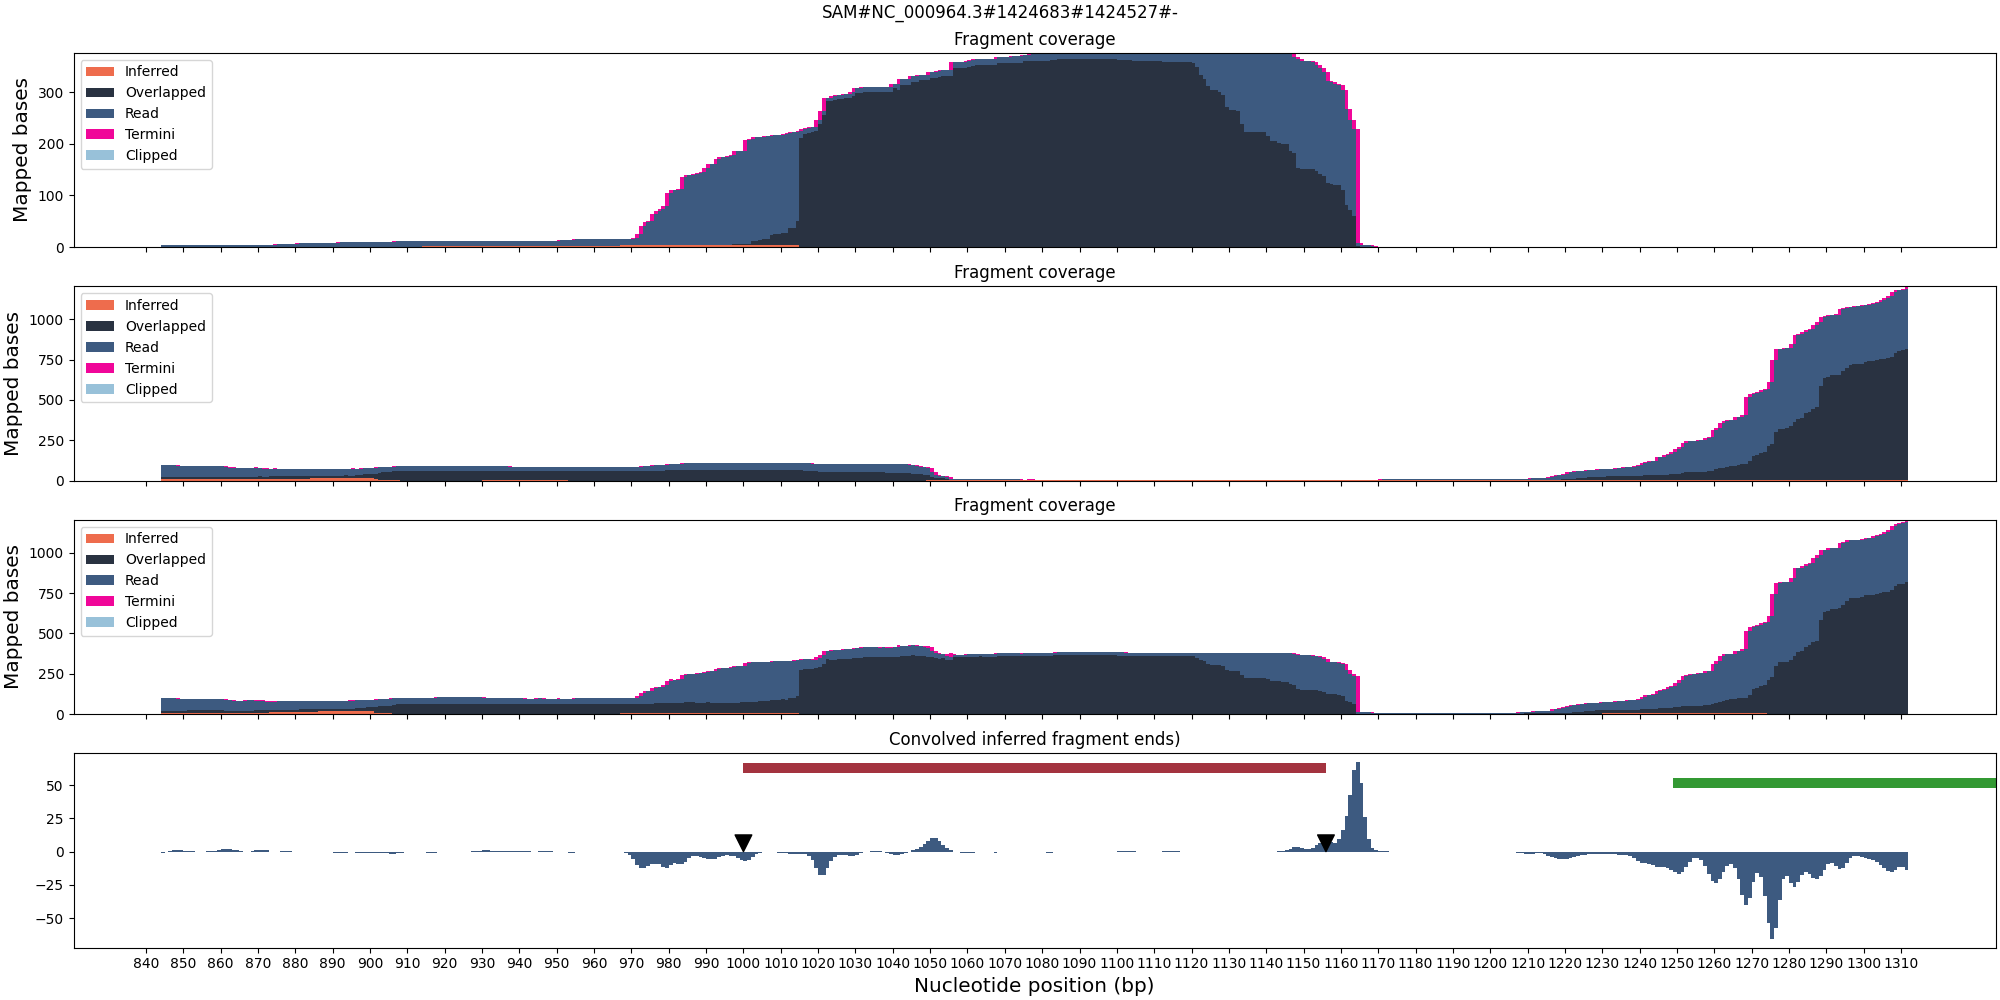 SAM#NC_000964.3#1424683#1424527#-
Fragment coverage
Mapped bases
300
200
100
0
Inferred
Overlapped
Read
Termini
Clipped
Fragment coverage
Mapped bases
1000
750
500
250
0
Inferred
Overlapped
Read
Termini
Clipped
Fragment coverage
Mapped bases
1000
750
500
250
0
Inferred
Overlapped
Read
Termini
Clipped
Convolved inferred fragment ends)
50
25
0
−25
−50
840 850 860 870 880 890 900 910 920 930 940 950 960 970 980 990 1000 1010 1020 1030 1040 1050 1060 1070 1080 1090 1100 1110 1120 1130 1140 1150 1160 1170 1180 1190 1200 1210 1220 1230 1240 1250 1260 1270 1280 1290 1300 1310
Nucleotide position (bp)